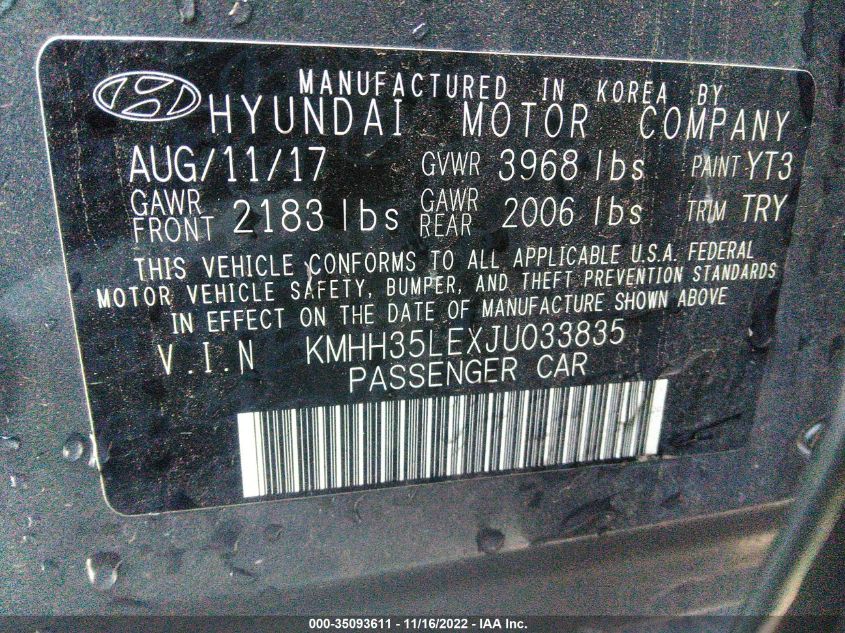 MANUFACTURED IN KOREA BY
HYUNDAI MOTOR COMPANY
AUG/11/17 GVWR 3968 lbs PAINT YT3
GAWR FRONT 2183 lbs GAWR REAR 2006 lbs TRIM TRY
THIS VEHICLE CONFORMS TO ALL APPLICABLE U.S.A. FEDERAL
MOTOR VEHICLE SAFETY, BUMPER, AND THEFT PREVENTION STANDARDS
IN EFFECT ON THE DATE OF MANUFACTURE SHOWN ABOVE
V.I.N KMHH35LEXJU033835
PASSENGER CAR
000-35093611 - 11/16/2022 - IAA Inc.